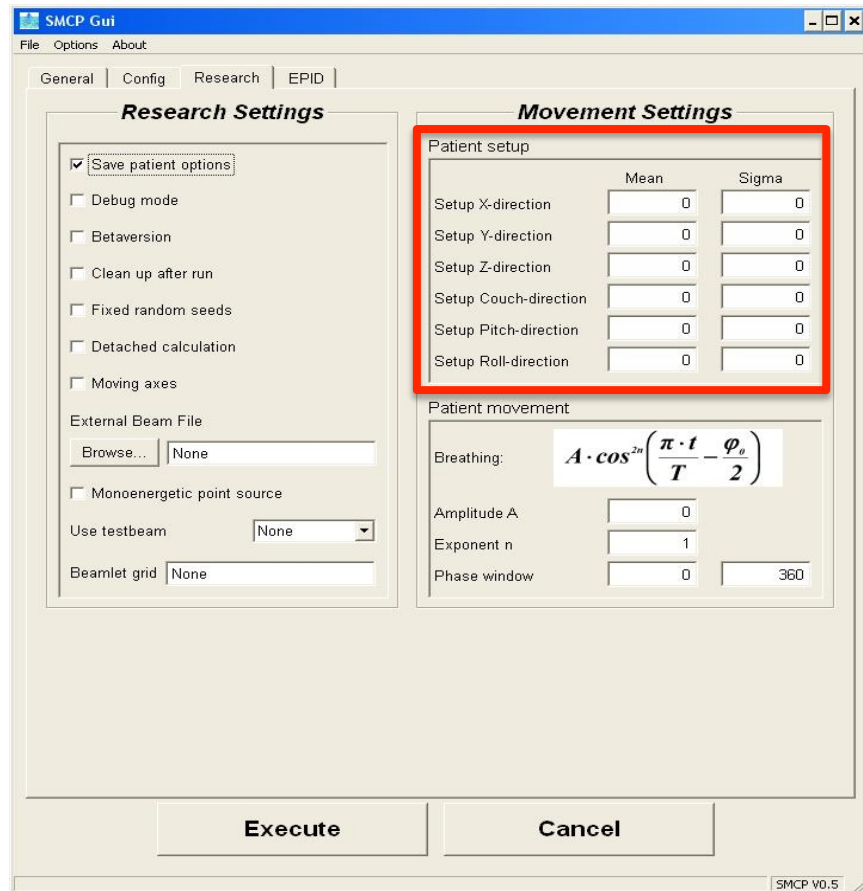 SMCP Gui
File Options About
General Config Research EPID
Research Settings
Save patient options
Debug mode
Betaversion
Clean up after run
Fixed random seeds
Detached calculation
Moving axes
External Beam File
Browse... None
Monoenergetic point source
Use testbeam None
Beamlet grid None
Movement Settings
Patient setup
Mean Sigma
Setup X-direction 0 0
Setup Y-direction 0 0
Setup Z-direction 0 0
Setup Couch-direction 0 0
Setup Pitch-direction 0 0
Setup Roll-direction 0 0
Patient movement
Breathing: A · cos²ⁿ(π · t / T − φ₀ / 2)
Amplitude A 0
Exponent n 1
Phase window 0 360
Execute Cancel
SMCP V0.5